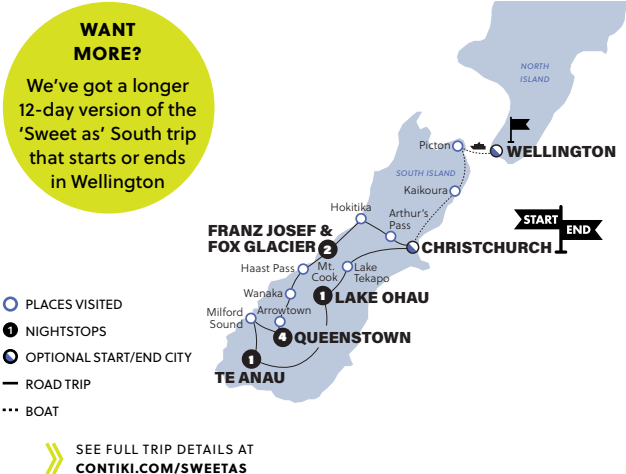 WANT
MORE?
We've got a longer
12-day version of the
'Sweet as' South trip
that starts or ends
in Wellington
NORTH
ISLAND
Picton
WELLINGTON
SOUTH ISLAND
Kaikoura
Hokitika
Arthur's
Pass
START
END
FRANZ JOSEF &
FOX GLACIER
2
CHRISTCHURCH
Haast Pass
Mt.
Cook
Lake
Tekapo
Wanaka
1
LAKE OHAU
Milford
Sound
Arrowtown
4
QUEENSTOWN
1
TE ANAU
PLACES VISITED
1 NIGHTSTOPS
OPTIONAL START/END CITY
ROAD TRIP
BOAT
SEE FULL TRIP DETAILS AT
CONTIKI.COM/SWEETAS